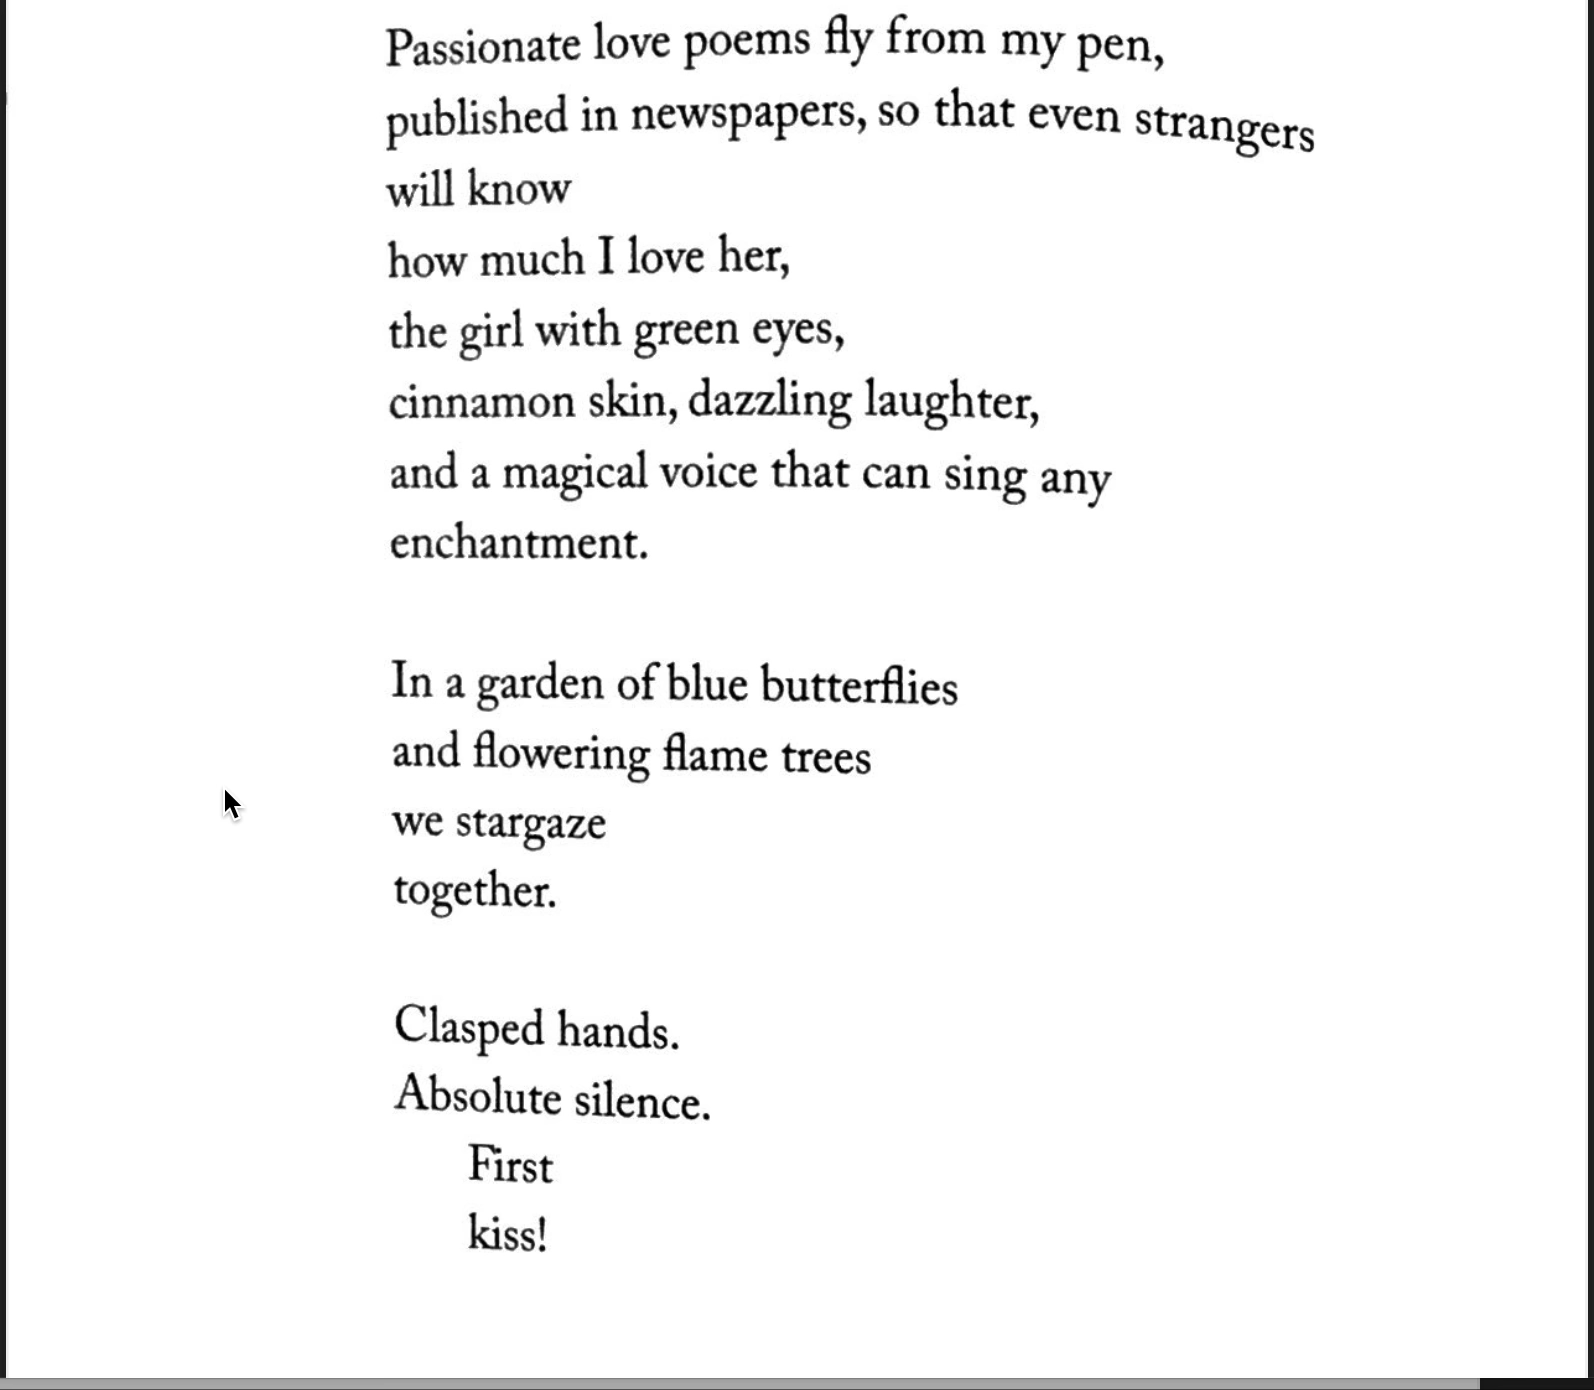 Passionate love poems fly from my pen,
published in newspapers, so that even strangers
will know
how much I love her,
the girl with green eyes,
cinnamon skin, dazzling laughter,
and a magical voice that can sing any
enchantment.
In a garden of blue butterflies
and flowering flame trees
we stargaze
together.
Clasped hands.
Absolute silence.
First
kiss!